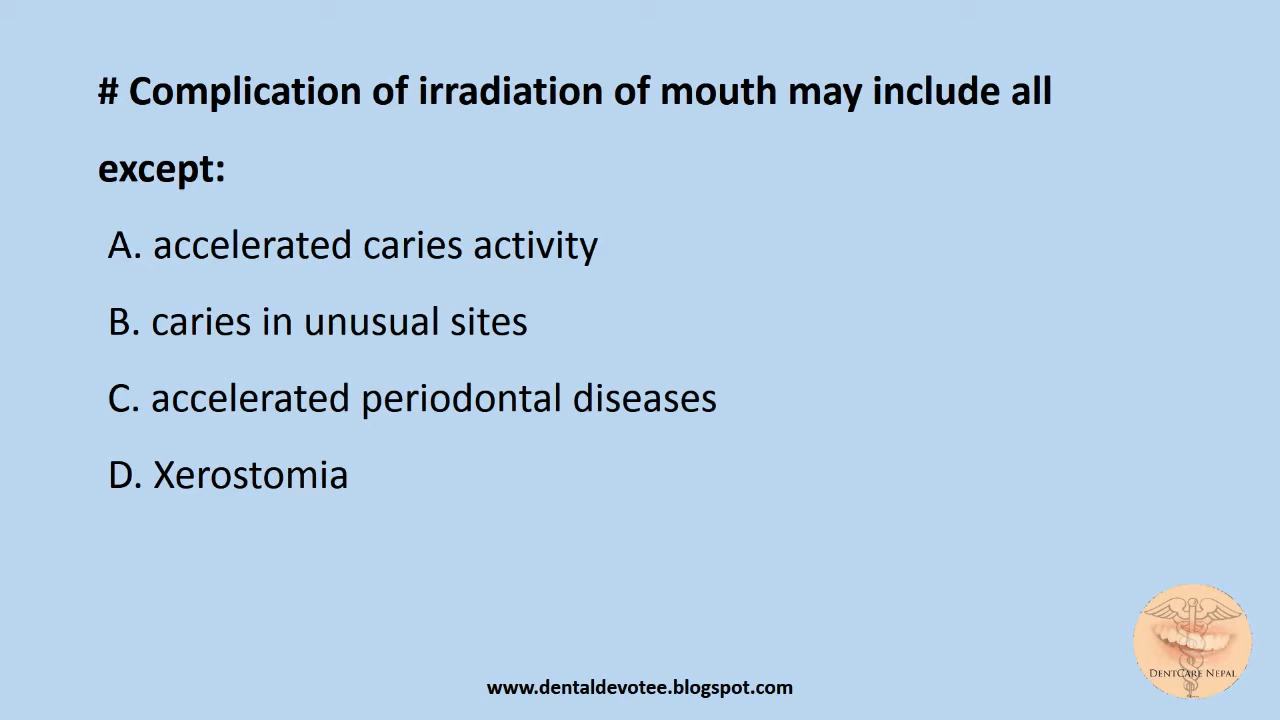 # Complication of irradiation of mouth may include all
except:
A. accelerated caries activity
B. caries in unusual sites
C. accelerated periodontal diseases
D. Xerostomia
DentCare Nepal
www.dentaldevotee.blogspot.com